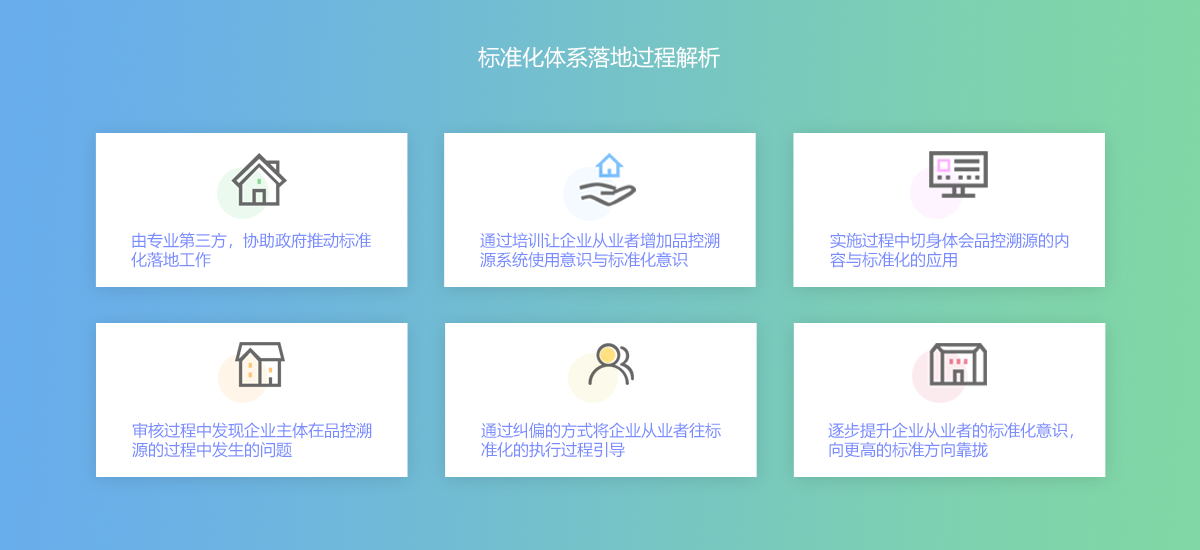 标准化体系落地过程解析
由专业第三方，协助政府推动标准
化落地工作
通过培训让企业从业者增加品控溯
源系统使用意识与标准化意识
实施过程中切身体会品控溯源的内
容与标准化的应用
审核过程中发现企业主体在品控溯
源的过程中发生的问题
通过纠偏的方式将企业从业者往标
准化的执行过程引导
逐步提升企业从业者的标准化意识，
向更高的标准方向靠拢